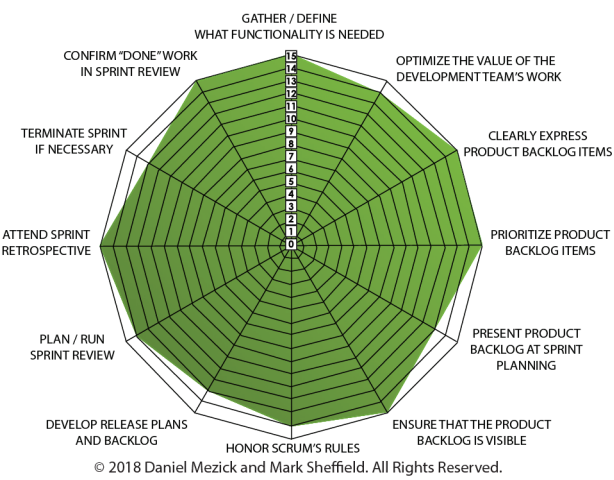 GATHER / DEFINE
WHAT FUNCTIONALITY IS NEEDED
CONFIRM “DONE” WORK
IN SPRINT REVIEW
OPTIMIZE THE VALUE OF THE
DEVELOPMENT TEAM'S WORK
TERMINATE SPRINT
IF NECESSARY
CLEARLY EXPRESS
PRODUCT BACKLOG ITEMS
15
14
13
12
11
10
9
8
7
6
5
4
3
2
1
0
ATTEND SPRINT
RETROSPECTIVE
PRIORITIZE PRODUCT
BACKLOG ITEMS
PLAN / RUN
SPRINT REVIEW
PRESENT PRODUCT
BACKLOG AT SPRINT
PLANNING
DEVELOP RELEASE PLANS
AND BACKLOG
ENSURE THAT THE PRODUCT
BACKLOG IS VISIBLE
HONOR SCRUM'S RULES
© 2018 Daniel Mezick and Mark Sheffield. All Rights Reserved.